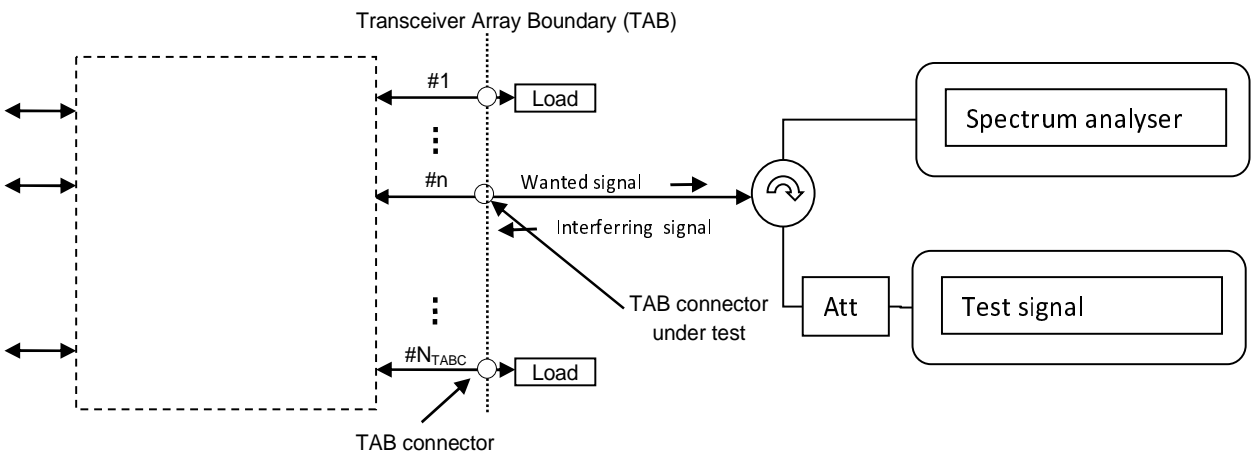 Transceiver Array Boundary (TAB)
#1
Load
Spectrum analyser
#n
Wanted signal
Interferring signal
TAB connector
under test
Att
Test signal
#NTABC
Load
TAB connector